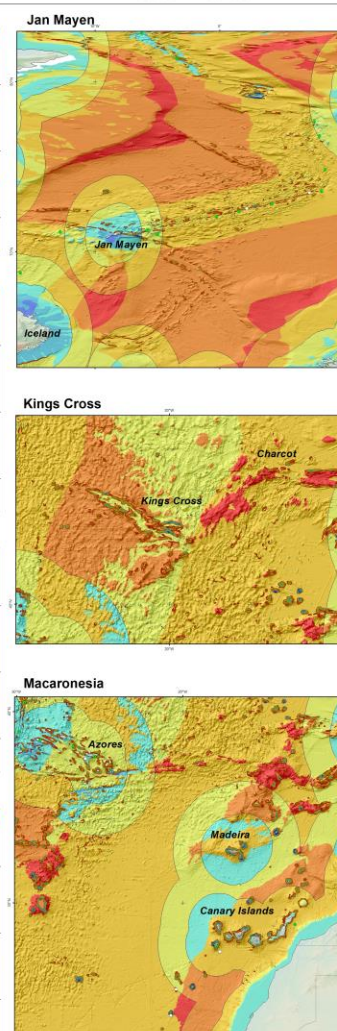 Jan Mayen
Jan Mayen
Iceland
Kings Cross
Charcot
Kings Cross
Macaronesia
Azores
Madeira
Canary Islands